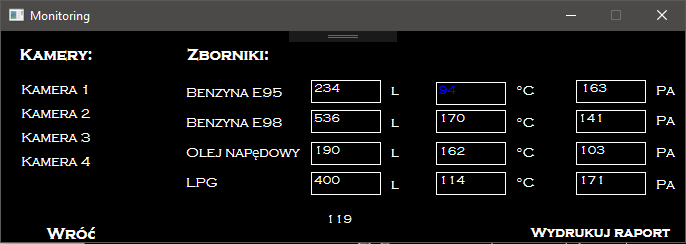 Monitoring
Kamery:
Zborniki:
Kamera 1
Kamera 2
Kamera 3
Kamera 4
Benzyna E95 234 L 94 °C 163 Pa
Benzyna E98 536 L 170 °C 141 Pa
Olej napędowy 190 L 162 °C 103 Pa
LPG 400 L 114 °C 171 Pa
119
Wróć
Wydrukuj raport